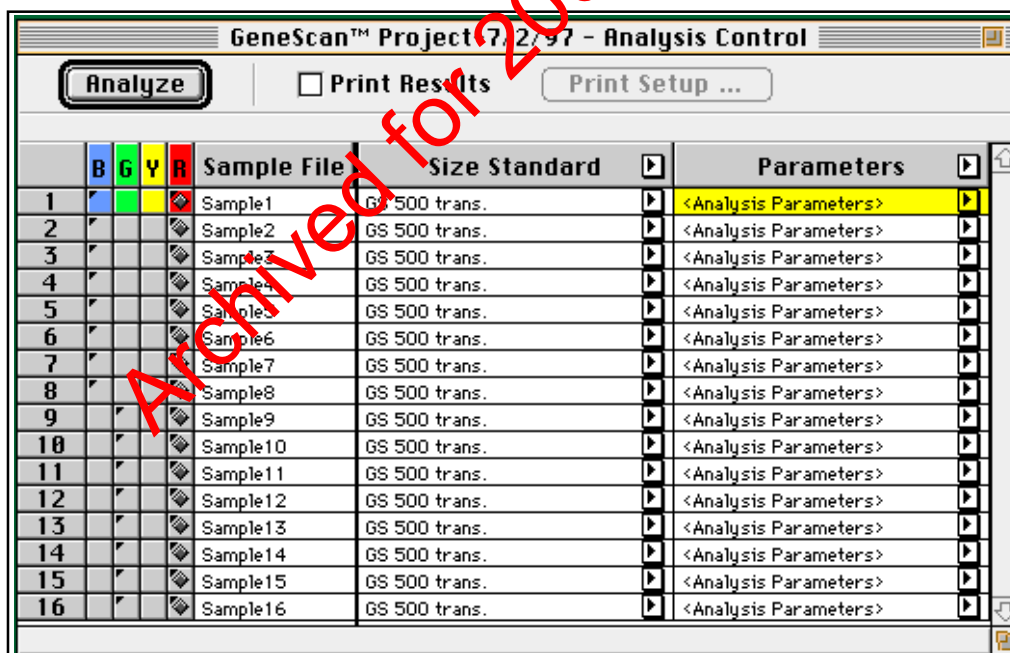 GeneScan™ Project-7/2/97 - Analysis Control
Analyze Print Results Print Setup ...
B G Y R Sample File Size Standard Parameters
1 Sample1 GS 500 trans. <Analysis Parameters>
2 Sample2 GS 500 trans. <Analysis Parameters>
3 Sample3 GS 500 trans. <Analysis Parameters>
4 Sample4 GS 500 trans. <Analysis Parameters>
5 Sample5 GS 500 trans. <Analysis Parameters>
6 Sample6 GS 500 trans. <Analysis Parameters>
7 Sample7 GS 500 trans. <Analysis Parameters>
8 Sample8 GS 500 trans. <Analysis Parameters>
9 Sample9 GS 500 trans. <Analysis Parameters>
10 Sample10 GS 500 trans. <Analysis Parameters>
11 Sample11 GS 500 trans. <Analysis Parameters>
12 Sample12 GS 500 trans. <Analysis Parameters>
13 Sample13 GS 500 trans. <Analysis Parameters>
14 Sample14 GS 500 trans. <Analysis Parameters>
15 Sample15 GS 500 trans. <Analysis Parameters>
16 Sample16 GS 500 trans. <Analysis Parameters>
Archived for